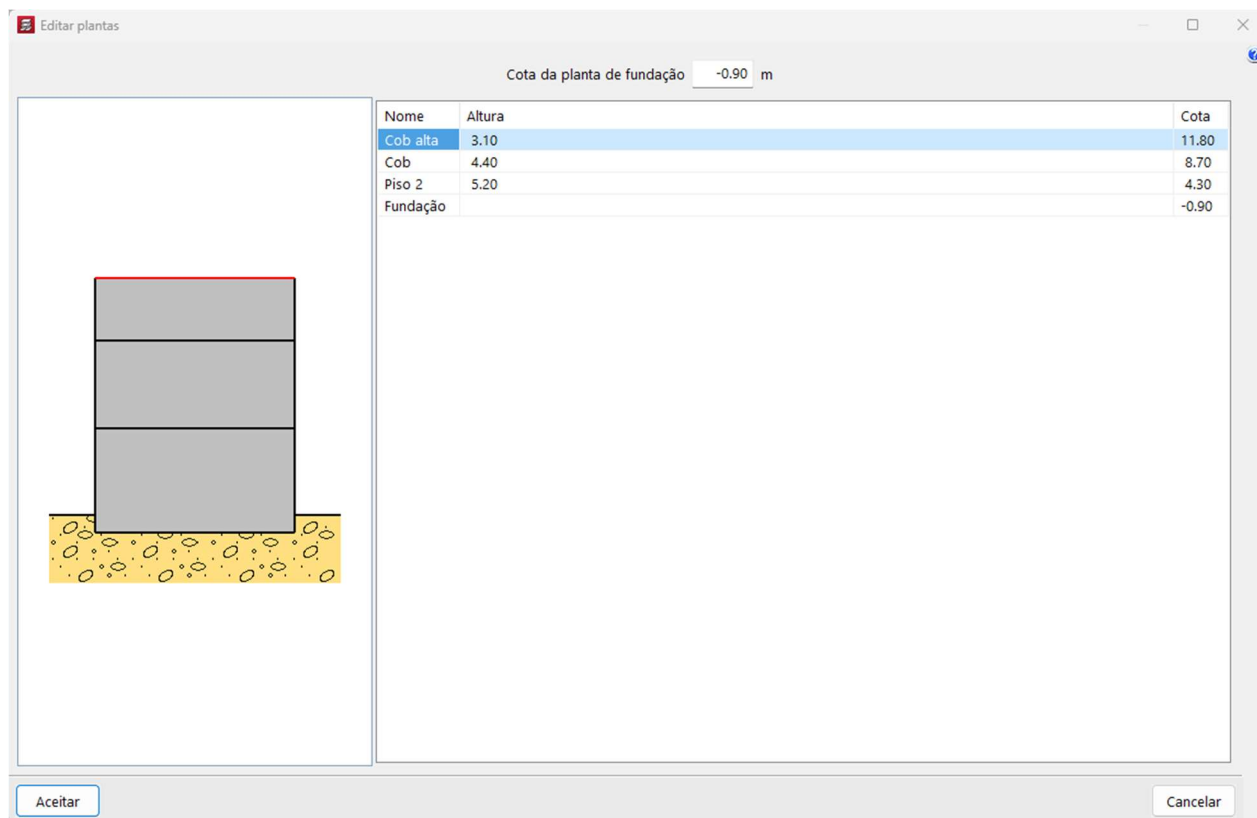 Editar plantas
Cota da planta de fundação -0.90 m
Nome Altura Cota
Cob alta 3.10 11.80
Cob 4.40 8.70
Piso 2 5.20 4.30
Fundação -0.90
Aceitar Cancelar